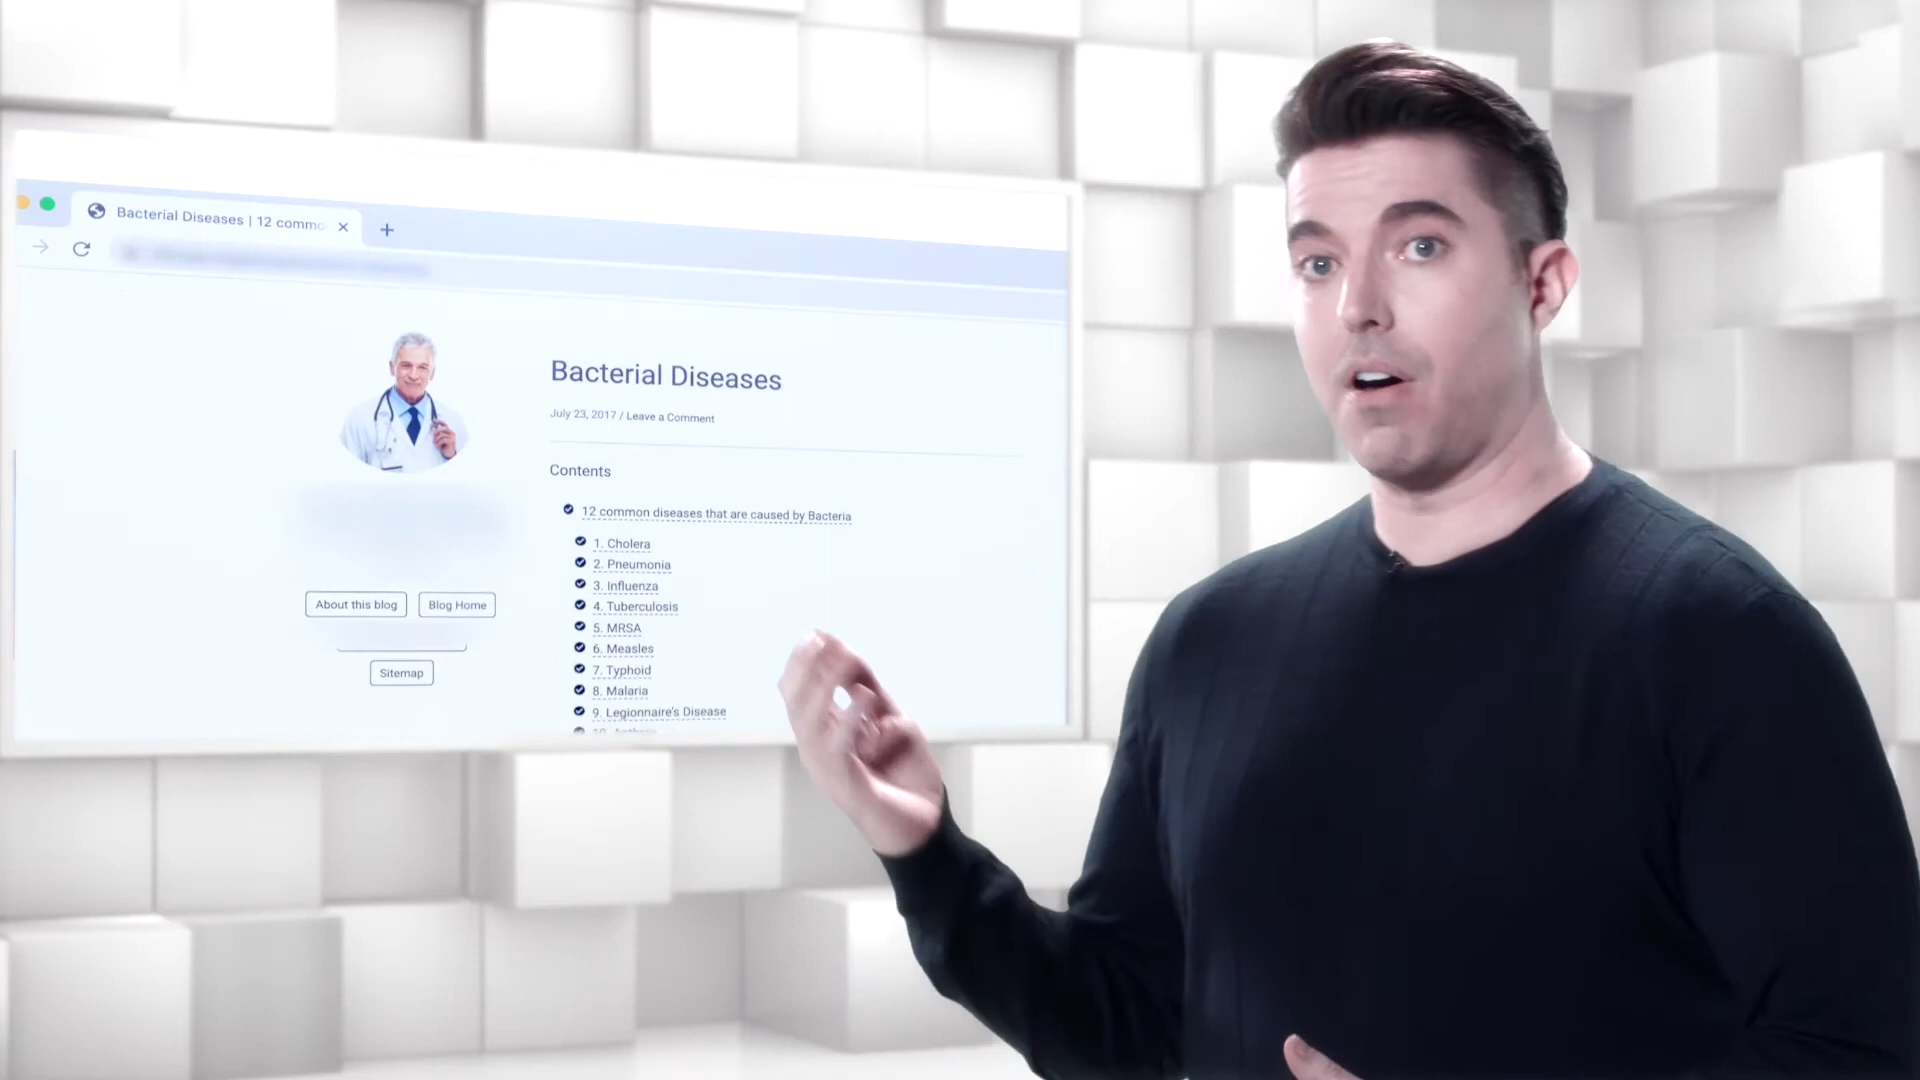 Bacterial Diseases | 12 commo
Bacterial Diseases
July 23, 2017 / Leave a Comment
Contents
12 common diseases that are caused by Bacteria
1. Cholera
2. Pneumonia
3. Influenza
4. Tuberculosis
5. MRSA
6. Measles
7. Typhoid
8. Malaria
9. Legionnaire's Disease
About this blog
Blog Home
Sitemap